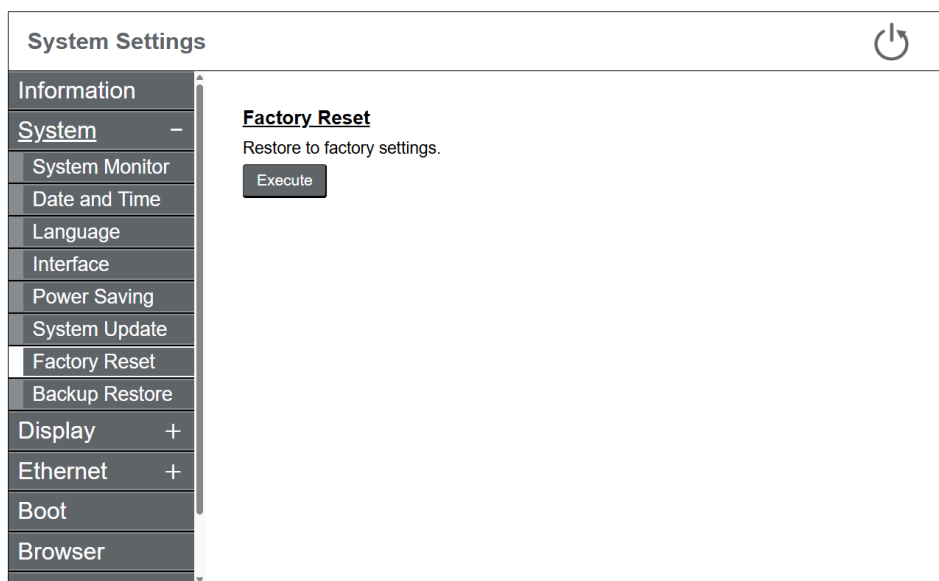 System Settings
Information
System −
System Monitor
Date and Time
Language
Interface
Power Saving
System Update
Factory Reset
Backup Restore
Display +
Ethernet +
Boot
Browser
Factory Reset
Restore to factory settings.
Execute